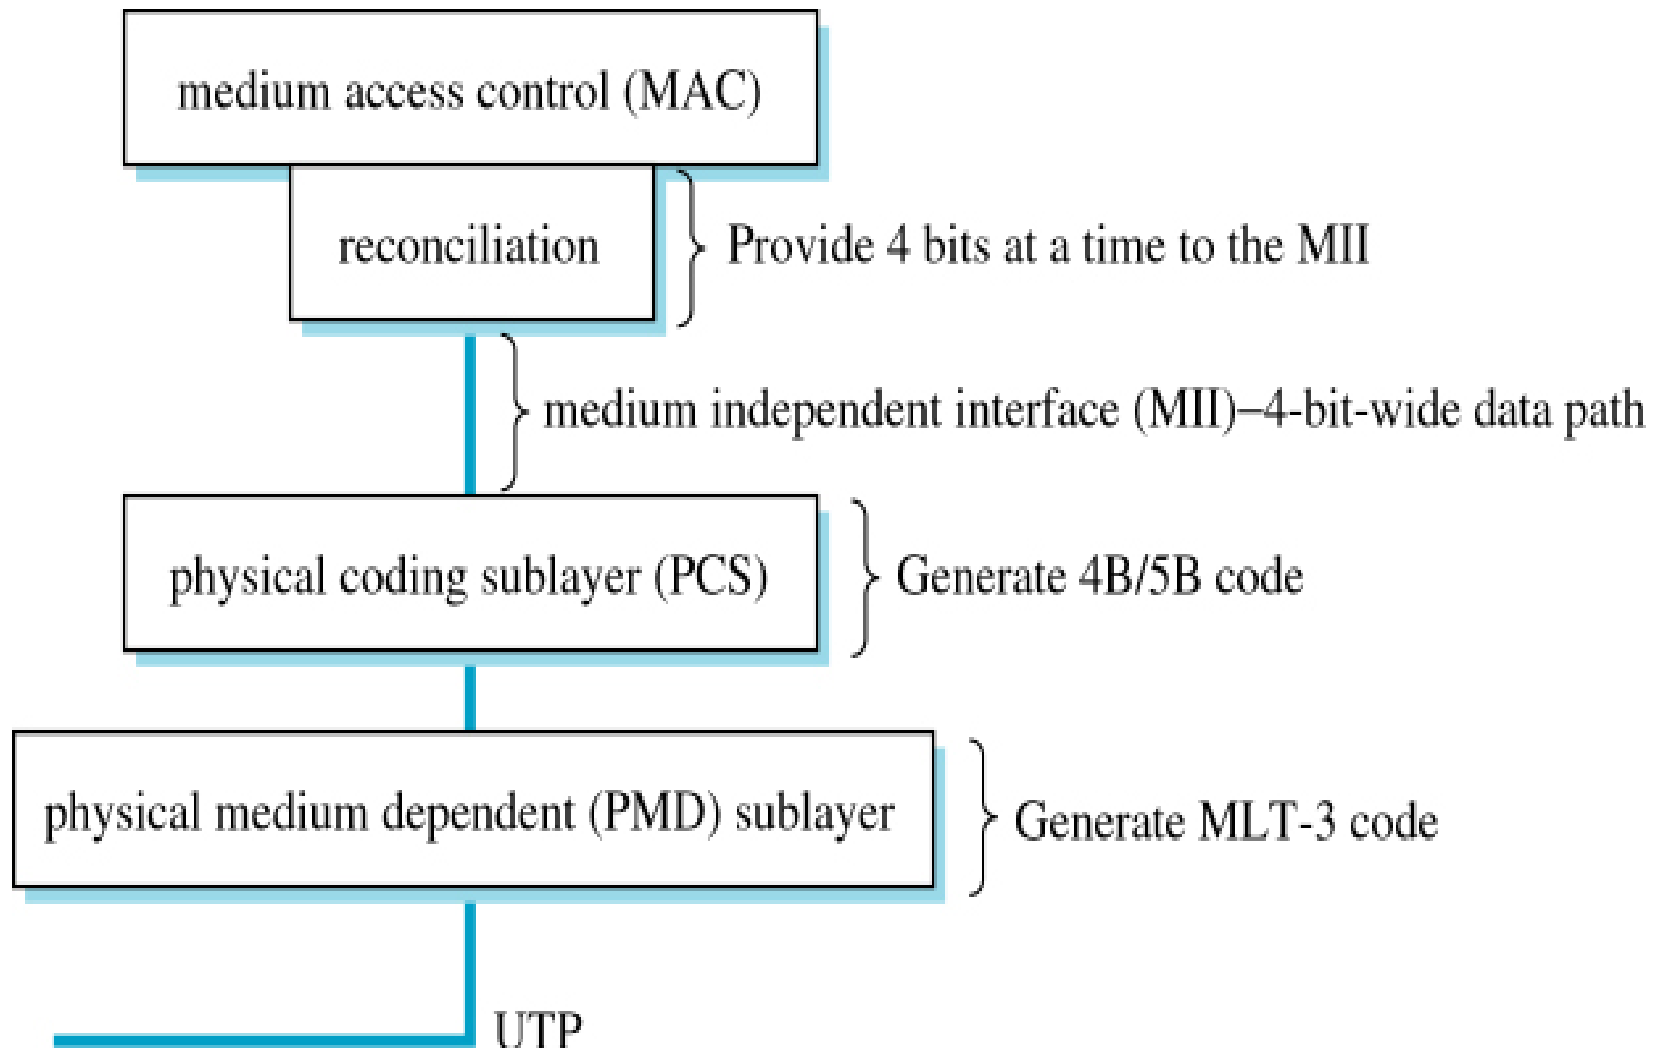 medium access control (MAC)
reconciliation
Provide 4 bits at a time to the MII
medium independent interface (MII)–4-bit-wide data path
physical coding sublayer (PCS)
Generate 4B/5B code
physical medium dependent (PMD) sublayer
Generate MLT-3 code
UTP